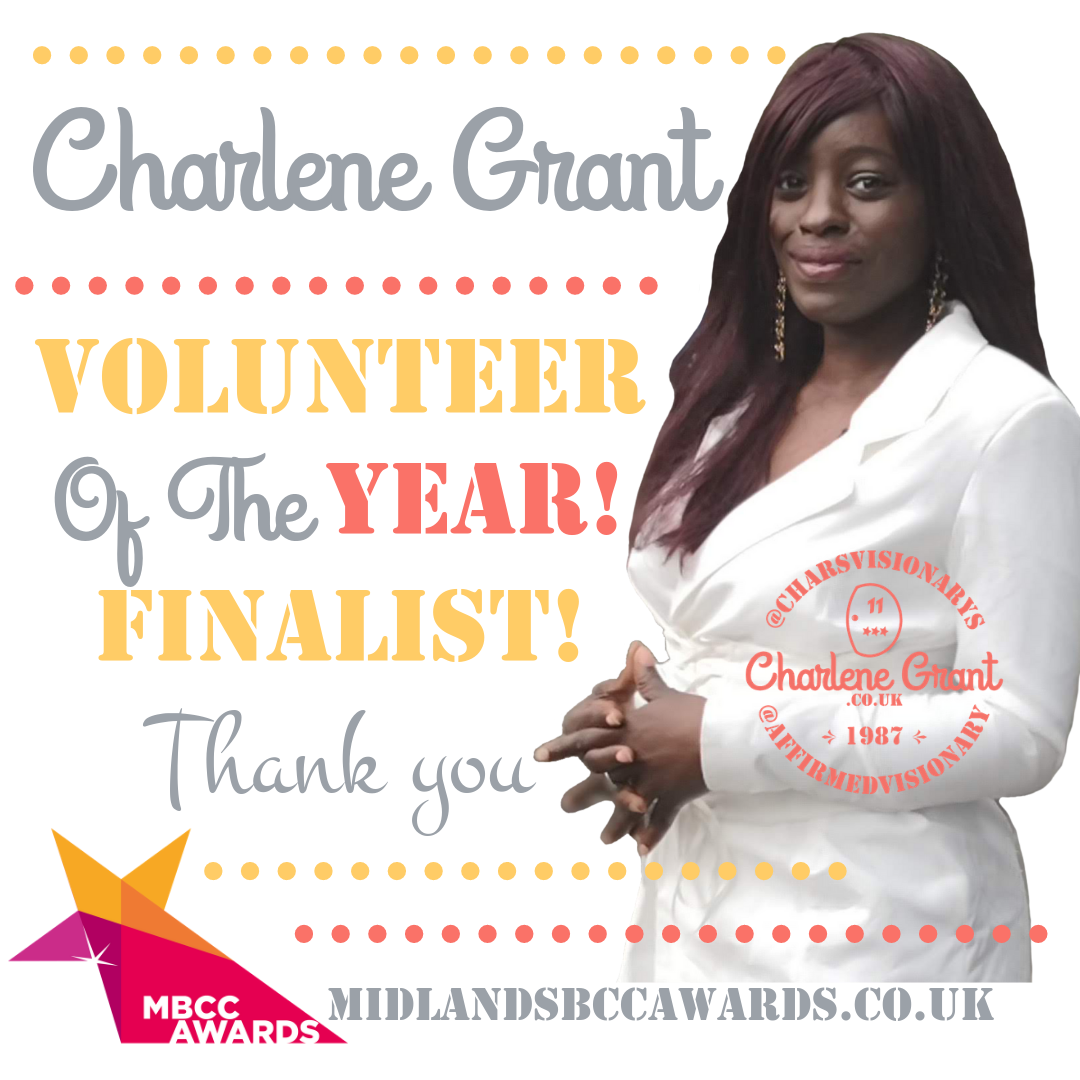 Charlene Grant
VOLUNTEER
Of The YEAR!
FINALIST!
Thank you
@CHARSVISIONARYS
11
Charlene Grant
.CO.UK
1987
@AFFIRMEDVISIONARY
MBCC
AWARDS
MIDLANDSBCCAWARDS.CO.UK